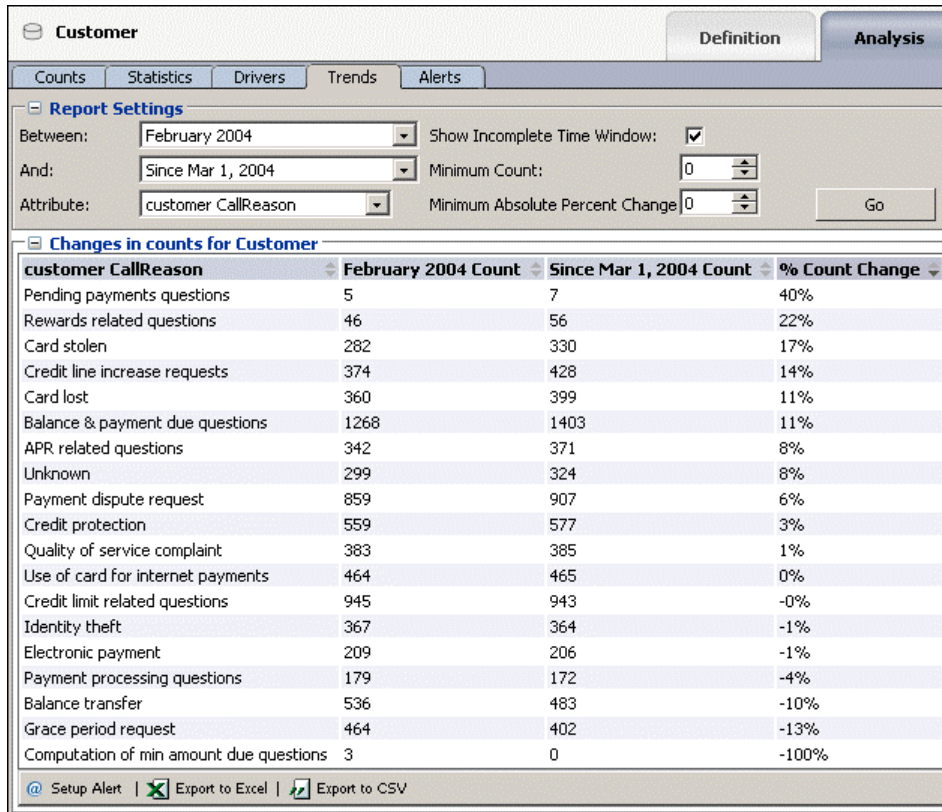 Customer
Definition
Analysis
Counts Statistics Drivers Trends Alerts
Report Settings
Between: February 2004 Show Incomplete Time Window:
And: Since Mar 1, 2004 Minimum Count: 0
Attribute: customer CallReason Minimum Absolute Percent Change 0 Go
Changes in counts for Customer
customer CallReason February 2004 Count Since Mar 1, 2004 Count % Count Change
Pending payments questions 5 7 40%
Rewards related questions 46 56 22%
Card stolen 282 330 17%
Credit line increase requests 374 428 14%
Card lost 360 399 11%
Balance & payment due questions 1268 1403 11%
APR related questions 342 371 8%
Unknown 299 324 8%
Payment dispute request 859 907 6%
Credit protection 559 577 3%
Quality of service complaint 383 385 1%
Use of card for internet payments 464 465 0%
Credit limit related questions 945 943 -0%
Identity theft 367 364 -1%
Electronic payment 209 206 -1%
Payment processing questions 179 172 -4%
Balance transfer 536 483 -10%
Grace period request 464 402 -13%
Computation of min amount due questions 3 0 -100%
@ Setup Alert | Export to Excel | Export to CSV